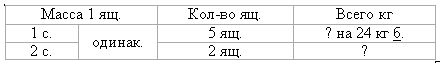 Масса 1 ящ. Кол-во ящ. Всего кг
1 с. одинак. 5 ящ. ? на 24 кг б.
2 с. 2 ящ. ?